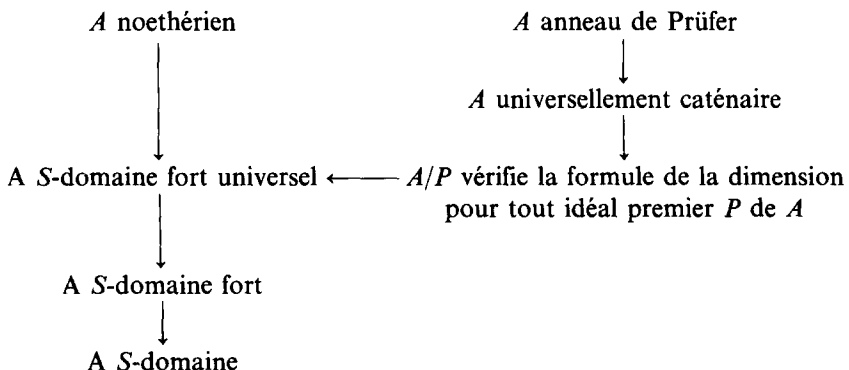 A noethérien
A anneau de Prüfer
A universellement caténaire
A S-domaine fort universel
A/P vérifie la formule de la dimension
pour tout idéal premier P de A
A S-domaine fort
A S-domaine